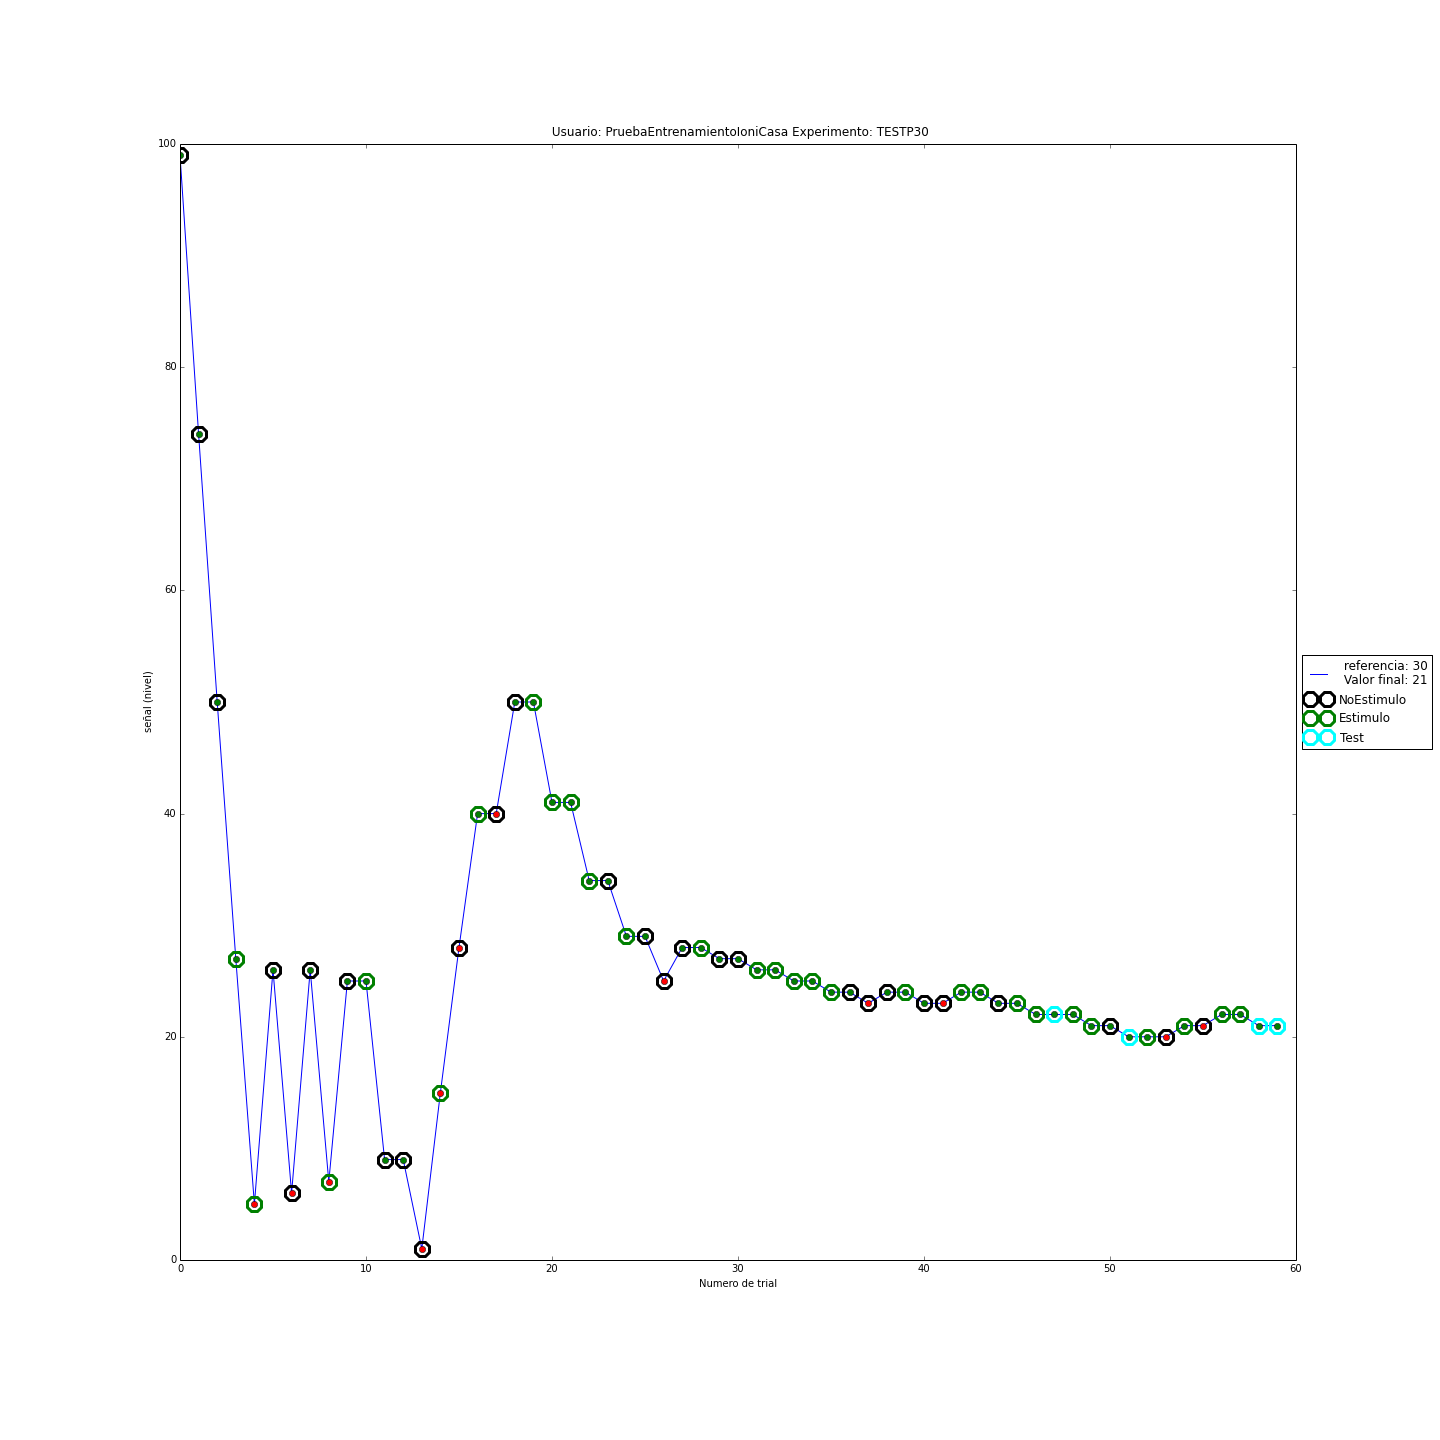 Usuario: PruebaEntrenamientoIoniCasa Experimento: TESTP30
100
80
60
40
20
0
señal (nivel)
0 10 20 30 40 50 60
Numero de trial
referencia: 30
Valor final: 21
NoEstimulo
Estimulo
Test